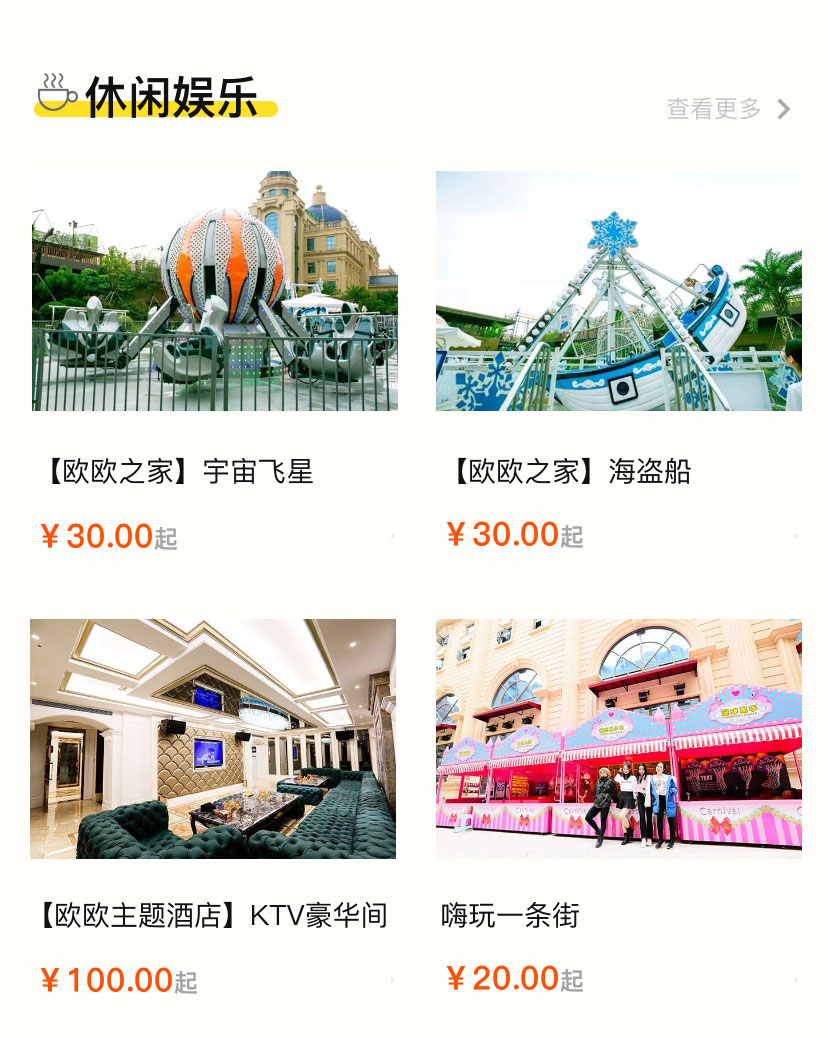 休闲娱乐
查看更多
【欧欧之家】宇宙飞星
【欧欧之家】海盗船
¥30.00起
¥30.00起
Carnival
Carnival
【欧欧主题酒店】KTV豪华间
嗨玩一条街
¥100.00起
¥20.00起